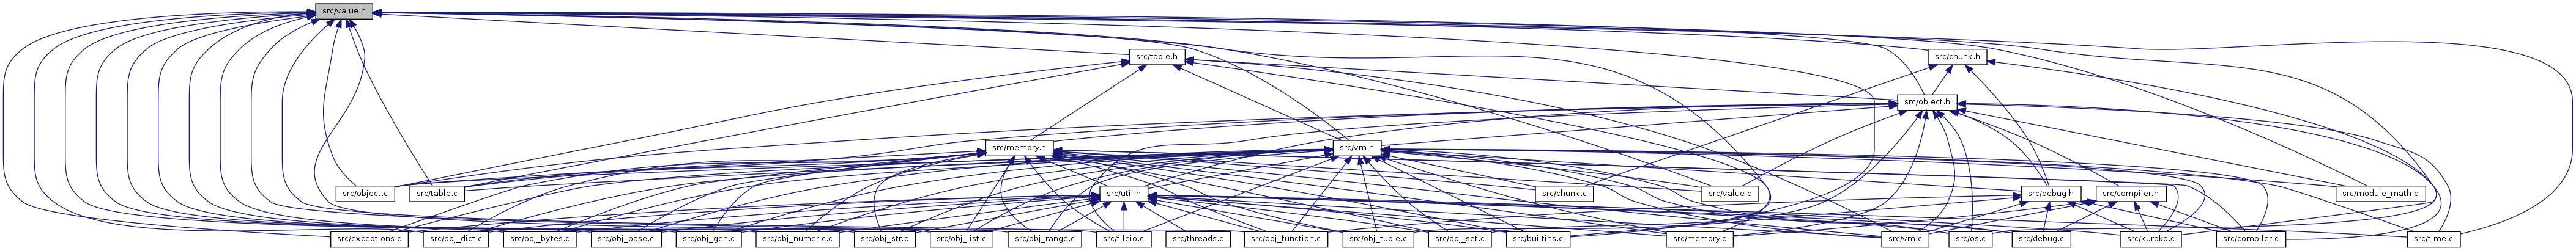 src/value.h
src/table.h
src/chunk.h
src/object.h
src/memory.h
src/vm.h
src/object.c
src/table.c
src/util.h
src/chunk.c
src/value.c
src/debug.h
src/compiler.h
src/module_math.c
src/exceptions.c
src/obj_dict.c
src/obj_bytes.c
src/obj_base.c
src/obj_gen.c
src/obj_numeric.c
src/obj_str.c
src/obj_list.c
src/obj_range.c
src/fileio.c
src/threads.c
src/obj_function.c
src/obj_tuple.c
src/obj_set.c
src/builtins.c
src/memory.c
src/vm.c
src/os.c
src/debug.c
src/kuroko.c
src/compiler.c
src/time.c